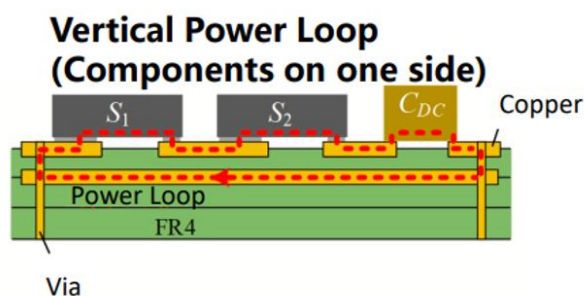 Vertical Power Loop
(Components on one side)
S1
S2
CDC
Copper
Power Loop
FR4
Via